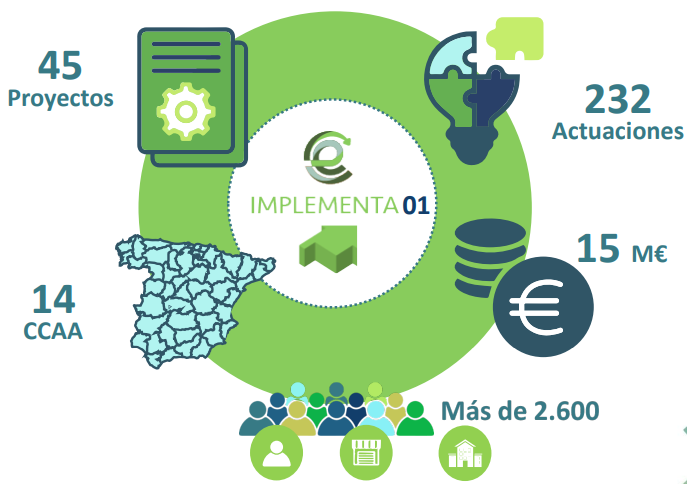 45
Proyectos
232
Actuaciones
IMPLEMENTA 01
15 M€
14
CCAA
€
Más de 2.600